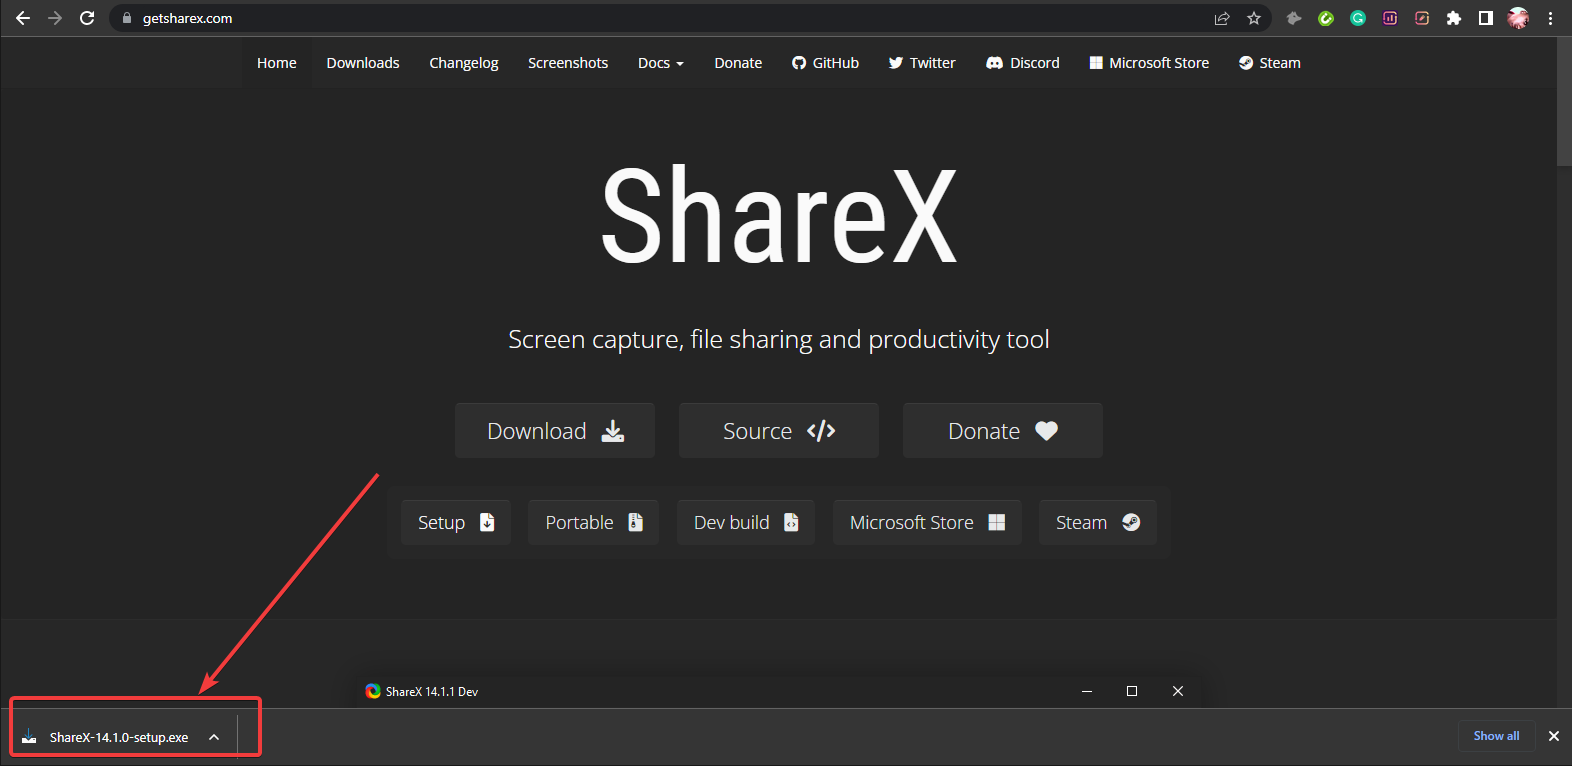 getsharex.com
Home Downloads Changelog Screenshots Docs Donate GitHub Twitter Discord Microsoft Store Steam
ShareX
Screen capture, file sharing and productivity tool
Download Source </> Donate
Setup Portable Dev build Microsoft Store Steam
ShareX 14.1.1 Dev
ShareX-14.1.0-setup.exe Show all